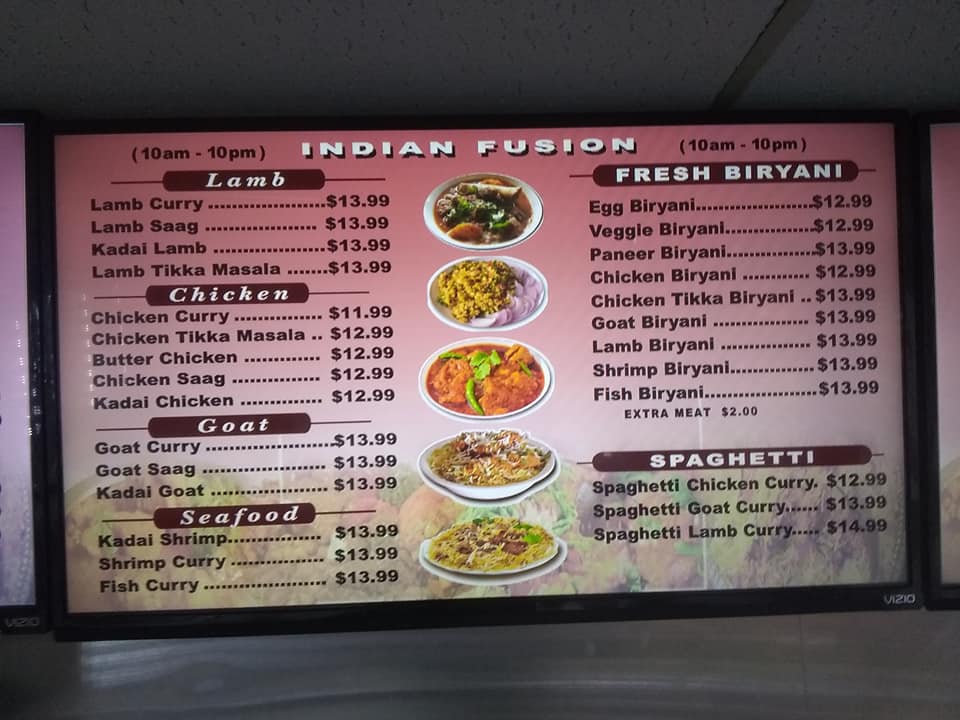 (10am - 10pm) INDIAN FUSION (10am - 10pm)
Lamb
Lamb Curry .....................$13.99
Lamb Saag .................... $13.99
Kadai Lamb ....................$13.99
Lamb Tikka Masala .......$13.99
Chicken
Chicken Curry ................ $11.99
Chicken Tikka Masala .. $12.99
Butter Chicken .............. $12.99
Chicken Saag ................ $12.99
Kadai Chicken ............... $12.99
Goat
Goat Curry .......................$13.99
Goat Saag ...................... $13.99
Kadai Goat ..................... $13.99
Seafood
Kadai Shrimp................. $13.99
Shrimp Curry ................. $13.99
Fish Curry ...................... $13.99
FRESH BIRYANI
Egg Biryani.....................$12.99
Veggie Biryani................$12.99
Paneer Biryani................$13.99
Chicken Biryani ............ $12.99
Chicken Tikka Biryani .. $13.99
Goat Biryani ................. $13.99
Lamb Biryani ................ $13.99
Shrimp Biryani............... $13.99
Fish Biryani....................$13.99
EXTRA MEAT $2.00
SPAGHETTI
Spaghetti Chicken Curry. $12.99
Spaghetti Goat Curry...... $13.99
Spaghetti Lamb Curry..... $14.99
VIZIO
VIZIO